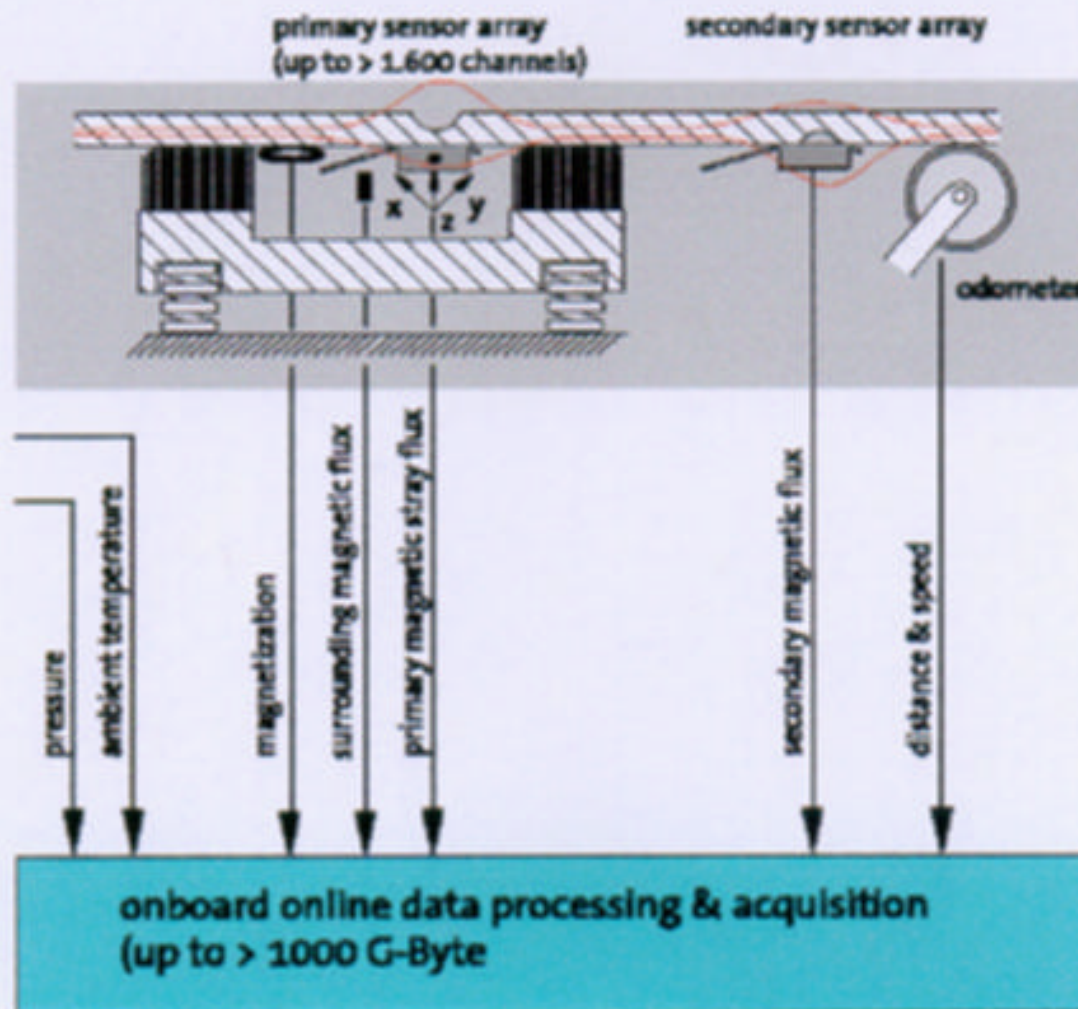 primary sensor array
(up to > 1.600 channels)
secondary sensor array
x
z
y
odometer
pressure
ambient temperature
magnetization
surrounding magnetic flux
primary magnetic stray flux
secondary magnetic flux
distance & speed
onboard online data processing & acquisition
(up to > 1000 G-Byte